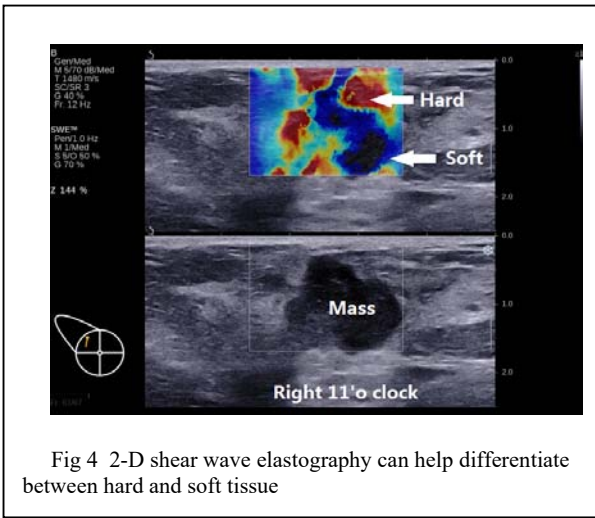 B
Gen/Med
M 5/70 dB/Med
T 1480 m/s
SC/SR 3
G 40 %
Fr. 12 Hz
SWE™
Pen/1.0 Hz
M 1/Med
S 5/O 50 %
G 70 %
Z 144 %
S
0.0
Hard
1.0
Soft
2.0
S
0.0
Mass
1.0
2.0
Right 11'o clock
Fig 4 2-D shear wave elastography can help differentiate
between hard and soft tissue